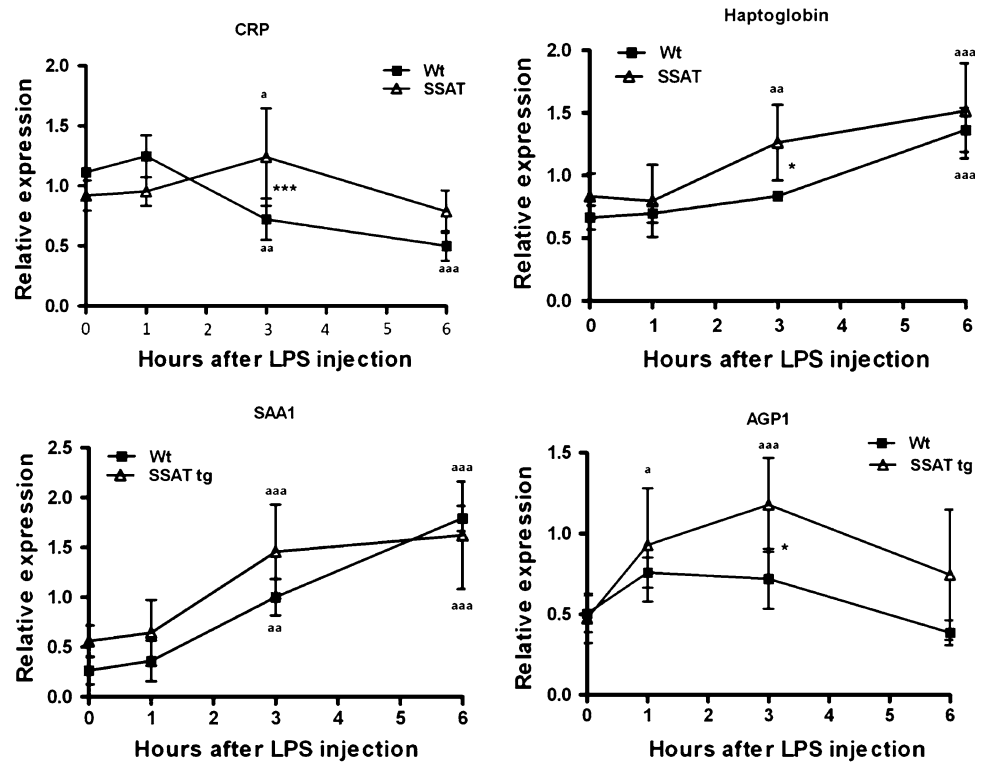 CRP
Wt
SSAT
Relative expression
2.0
1.5
1.0
0.5
0.0
a
***
aa
aaa
0 1 2 3 4 5 6
Hours after LPS injection
Haptoglobin
Wt
SSAT
Relative expression
2.0
1.5
1.0
0.5
0.0
aaa
aa
*
aaa
0 1 2 3 4 5 6
Hours after LPS injection
SAA1
Wt
SSAT tg
Relative expression
2.5
2.0
1.5
1.0
0.5
0.0
aaa
aaa
aa
aaa
0 1 2 3 4 5 6
Hours after LPS injection
AGP1
Wt
SSAT tg
Relative expression
1.5
1.0
0.5
0.0
aaa
a
*
0 1 2 3 4 5 6
Hours after LPS injection